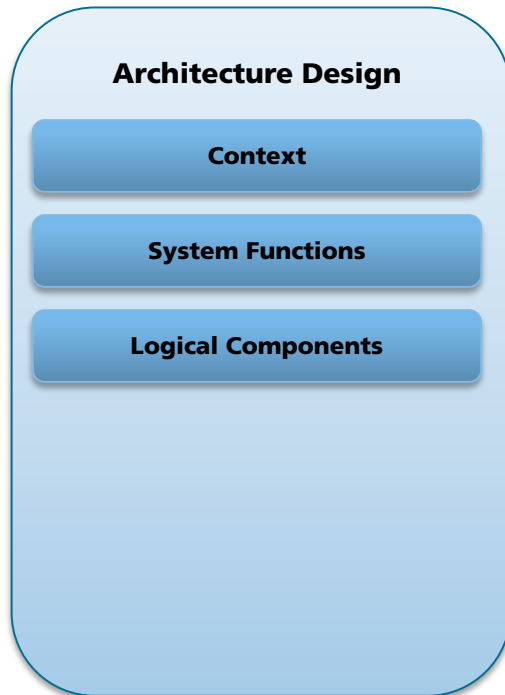 Architecture Design
Context
System Functions
Logical Components